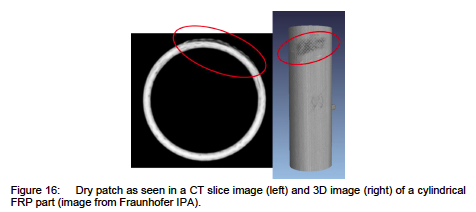 Figure 16: Dry patch as seen in a CT slice image (left) and 3D image (right) of a cylindrical
FRP part (image from Fraunhofer IPA).